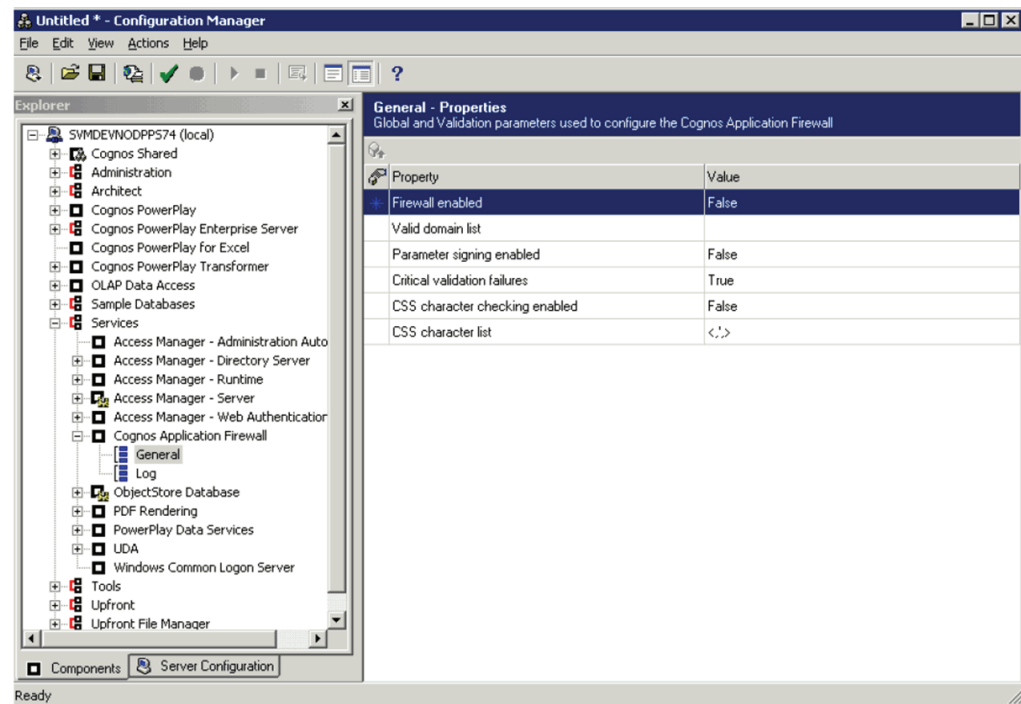 Untitled * - Configuration Manager
File Edit View Actions Help
Explorer
SVMDEVNODPPS74 (local)
Cognos Shared
Administration
Architect
Cognos PowerPlay
Cognos PowerPlay Enterprise Server
Cognos PowerPlay for Excel
Cognos PowerPlay Transformer
OLAP Data Access
Sample Databases
Services
Access Manager - Administration Auto
Access Manager - Directory Server
Access Manager - Runtime
Access Manager - Server
Access Manager - Web Authentication
Cognos Application Firewall
General
Log
ObjectStore Database
PDF Rendering
PowerPlay Data Services
UDA
Windows Common Logon Server
Tools
Upfront
Upfront File Manager
Components Server Configuration
General - Properties
Global and Validation parameters used to configure the Cognos Application Firewall
Property Value
Firewall enabled False
Valid domain list
Parameter signing enabled False
Critical validation failures True
CSS character checking enabled False
CSS character list <,',>
Ready